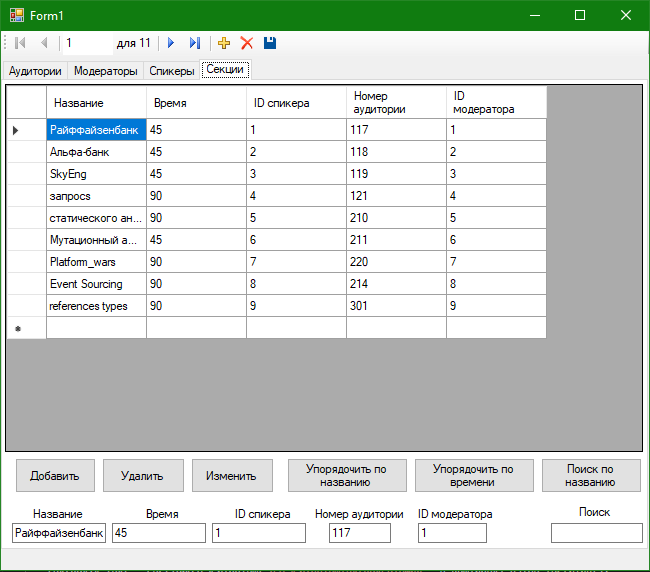 Form1
1 для 11
Аудитории Модераторы Спикеры Секции
Название Время ID спикера Номер аудитории ID модератора
Райффайзенбанк 45 1 117 1
Альфа-банк 45 2 118 2
SkyEng 45 3 119 3
запросs 90 4 121 4
статического ан... 90 5 210 5
Мутационный а... 45 6 211 6
Platform_wars 90 7 220 7
Event Sourcing 90 8 214 8
references types 90 9 301 9
Добавить Удалить Изменить Упорядочить по названию Упорядочить по времени Поиск по названию
Название Время ID спикера Номер аудитории ID модератора Поиск
Райффайзенбанк 45 1 117 1